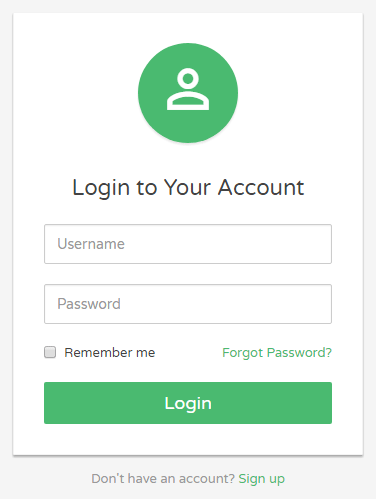 Login to Your Account
Username
Password
Remember me Forgot Password?
Login
Don't have an account? Sign up